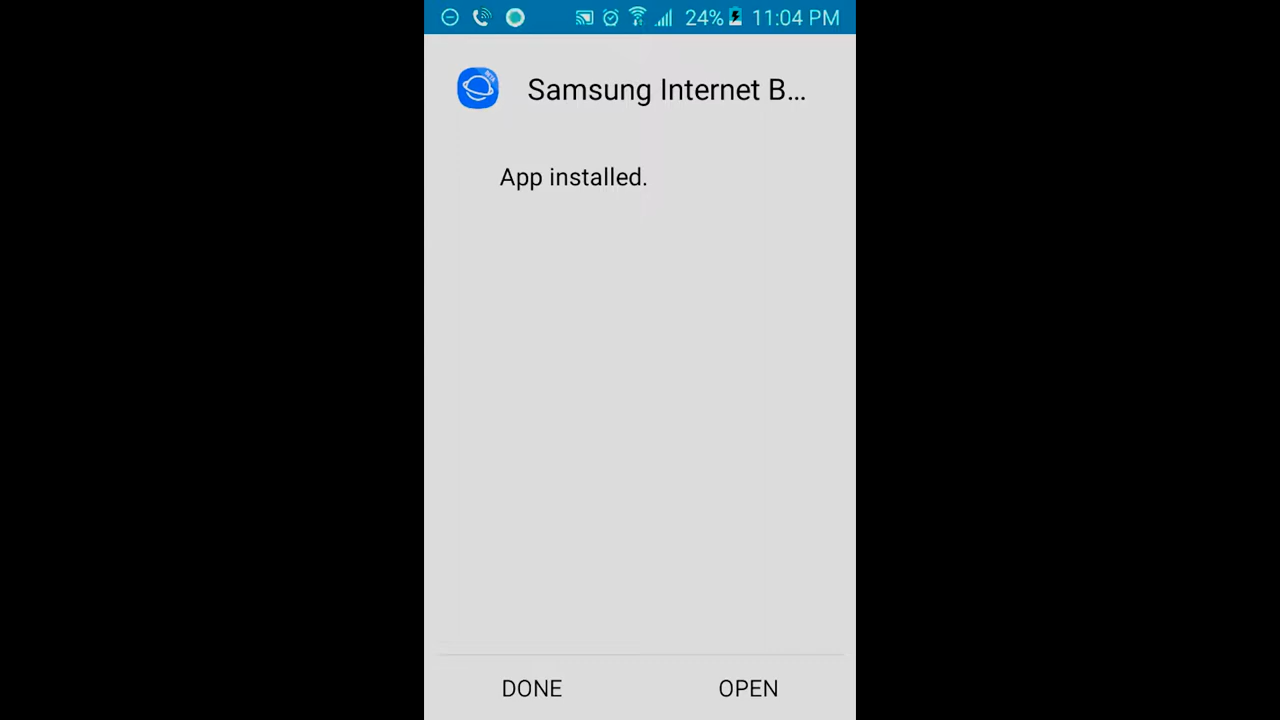 24% 11:04 PM
Samsung Internet B...
App installed.
DONE OPEN